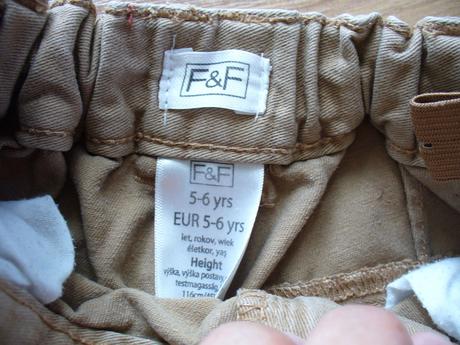 F&F
F&F
5-6 yrs
EUR 5-6 yrs
let, rokov, wiek
életkor, yaş
Height
výška, výška postavy
testmagasság,
116cm